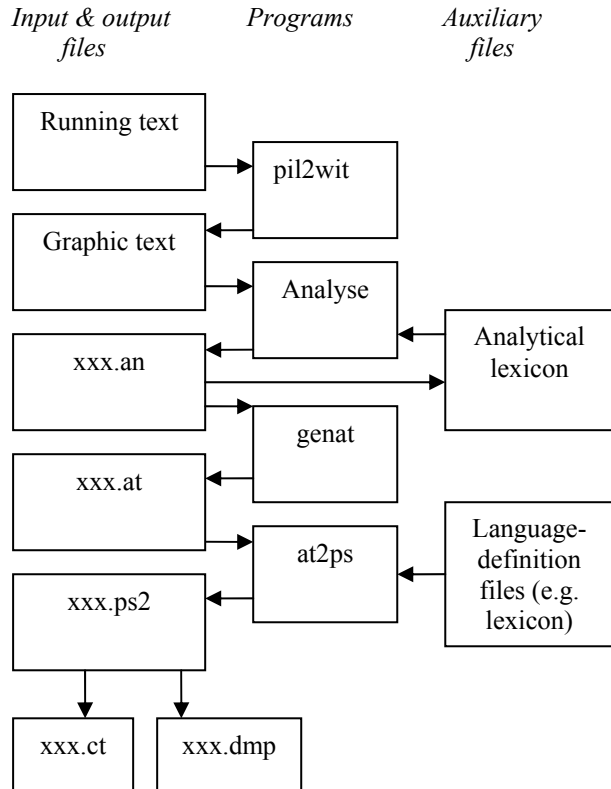 Input & output
files
Programs
Auxiliary
files
Running text
pil2wit
Graphic text
Analyse
Analytical
lexicon
xxx.an
genat
xxx.at
at2ps
Language-
definition
files (e.g.
lexicon)
xxx.ps2
xxx.ct
xxx.dmp